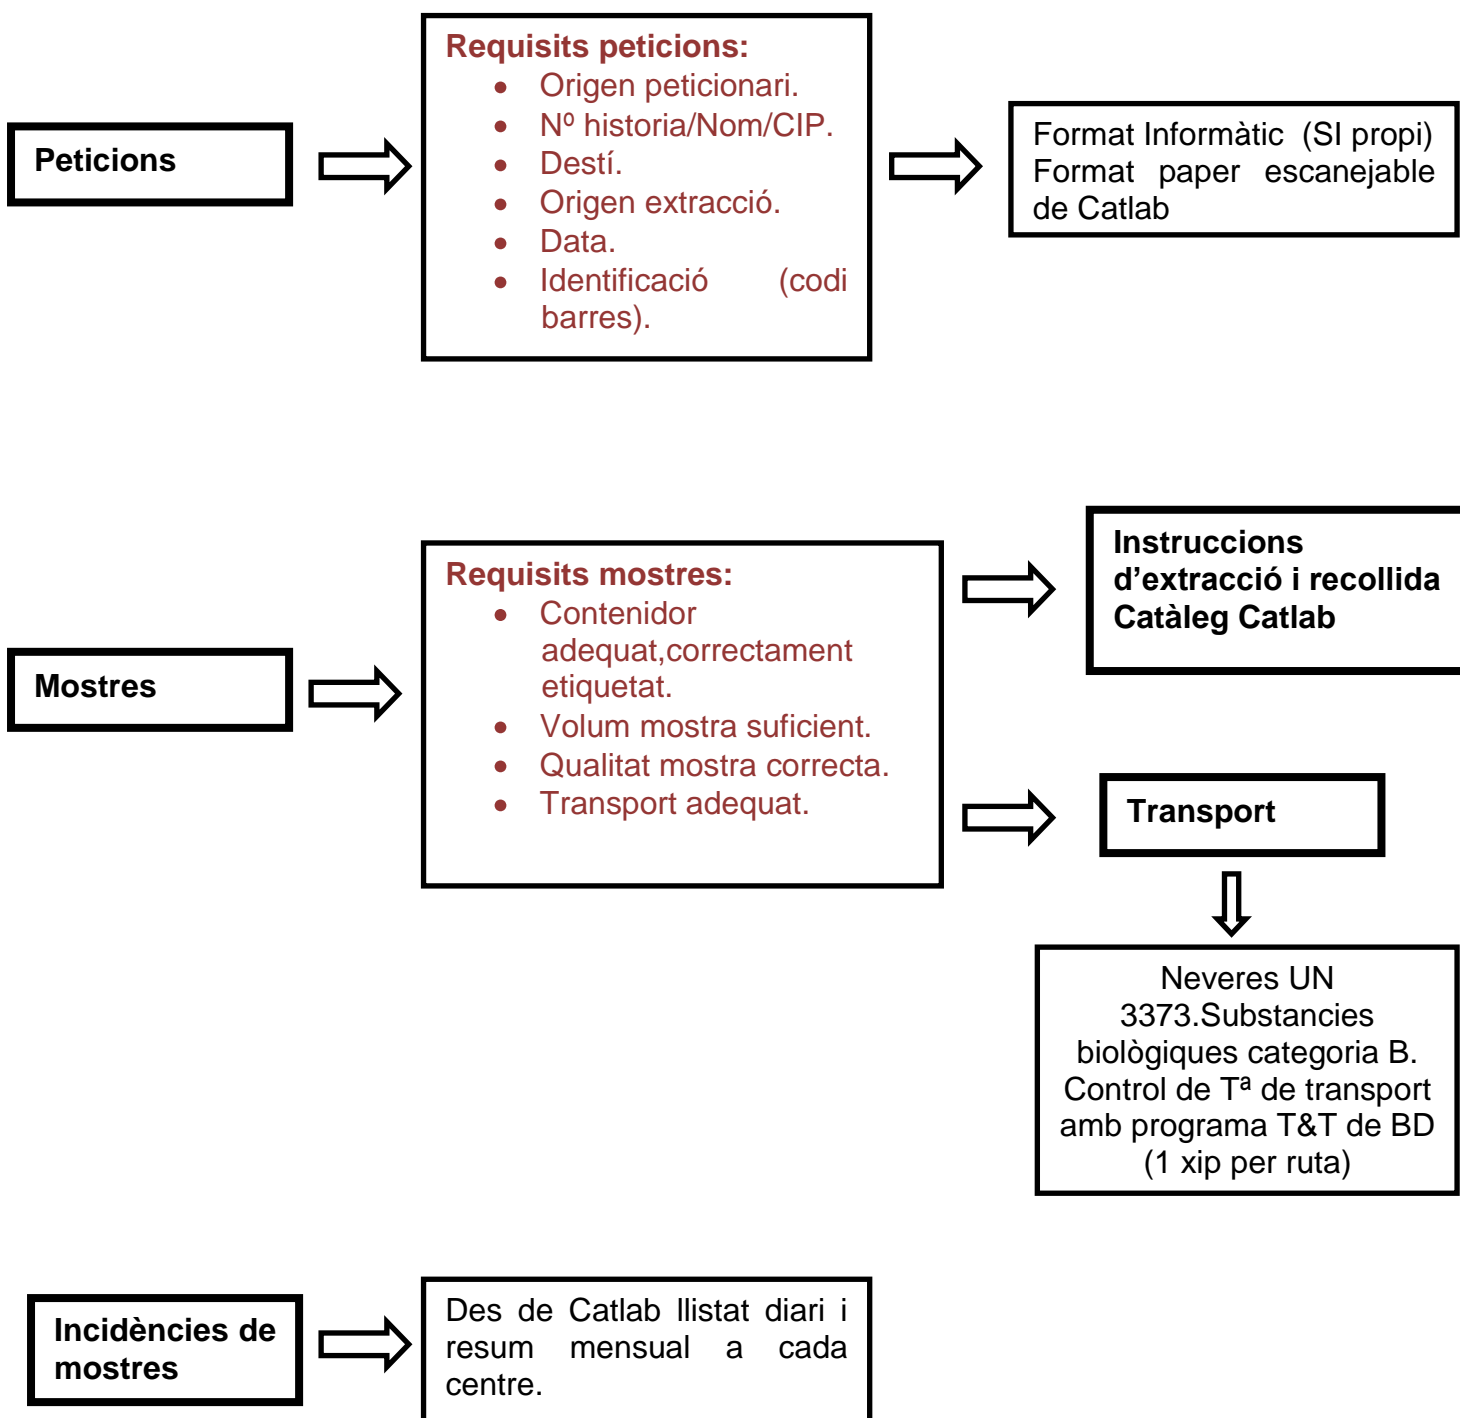 Peticions
Requisits peticions:
• Origen peticionari.
• Nº historia/Nom/CIP.
• Destí.
• Origen extracció.
• Data.
• Identificació (codi
barres).
Format Informàtic (SI propi)
Format paper escanejable
de Catlab
Mostres
Requisits mostres:
• Contenidor
adequat,correctament
etiquetat.
• Volum mostra suficient.
• Qualitat mostra correcta.
• Transport adequat.
Instruccions
d’extracció i recollida
Catàleg Catlab
Transport
Neveres UN
3373.Substancies
biològiques categoria B.
Control de Tª de transport
amb programa T&T de BD
(1 xip per ruta)
Incidències de
mostres
Des de Catlab llistat diari i
resum mensual a cada
centre.